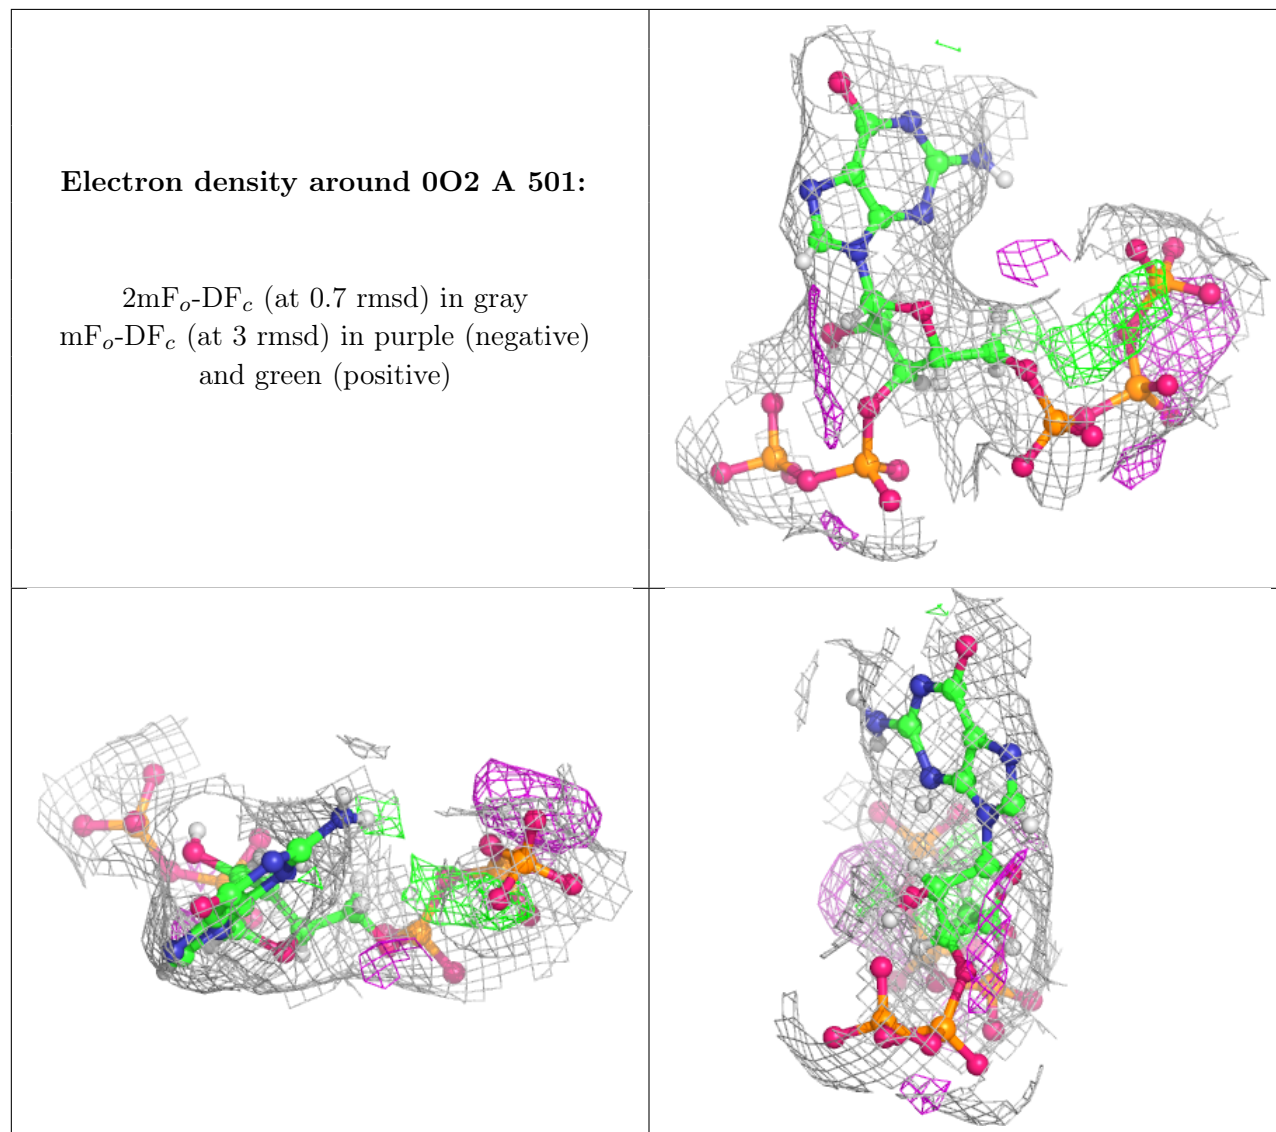 Electron density around 0O2 A 501:
2mFo-DFc (at 0.7 rmsd) in gray
mFo-DFc (at 3 rmsd) in purple (negative)
and green (positive)